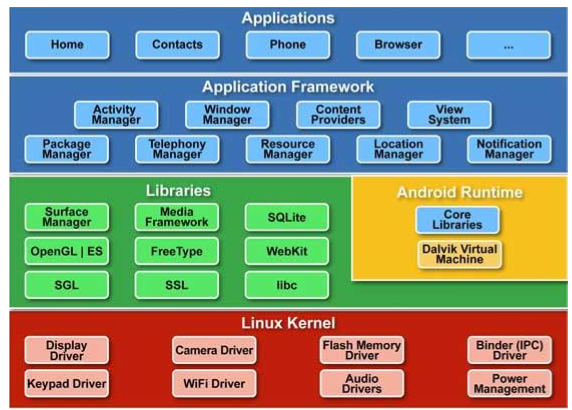 Applications
Home
Contacts
Phone
Browser
...
Application Framework
Activity
Manager
Window
Manager
Content
Providers
View
System
Package
Manager
Telephony
Manager
Resource
Manager
Location
Manager
Notification
Manager
Libraries
Surface
Manager
Media
Framework
SQLite
OpenGL | ES
FreeType
WebKit
SGL
SSL
libc
Android Runtime
Core
Libraries
Dalvik Virtual
Machine
Linux Kernel
Display
Driver
Camera Driver
Flash Memory
Driver
Binder (IPC)
Driver
Keypad Driver
WiFi Driver
Audio
Drivers
Power
Management